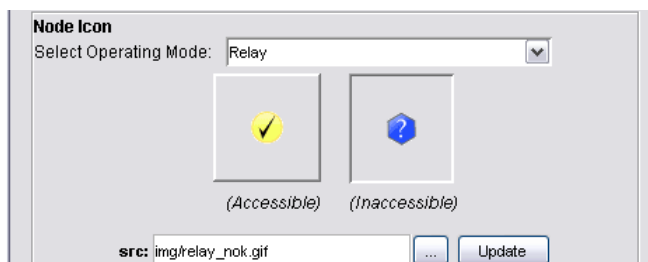 Node Icon
Select Operating Mode: Relay
?
(Accessible) (Inaccessible)
src: img/relay_nok.gif ... Update